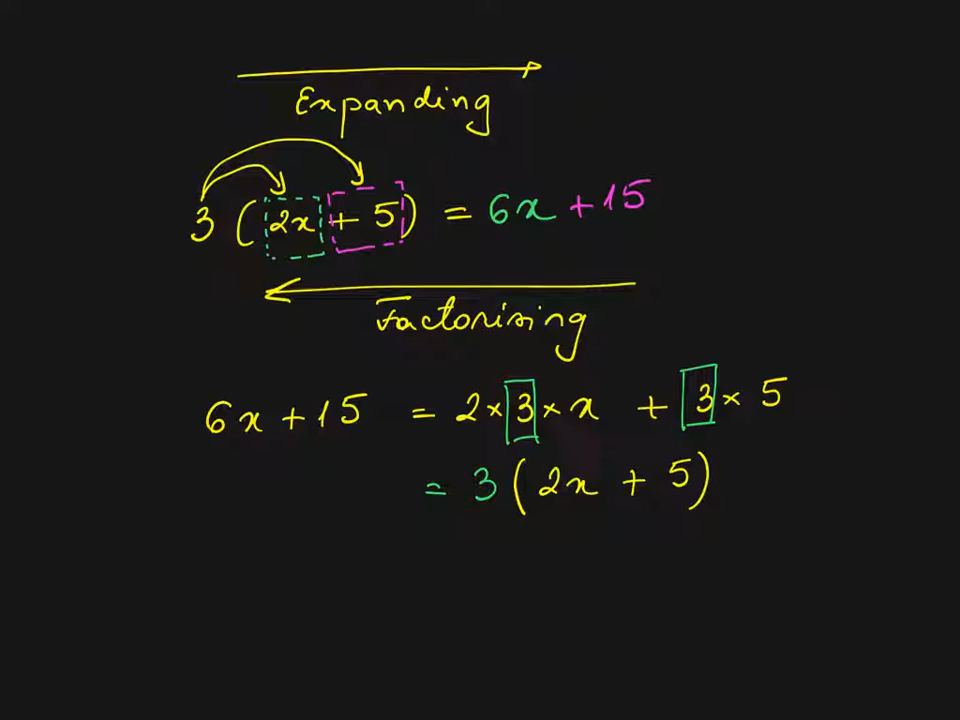 Expanding
3 (2x + 5) = 6x + 15
Factorising
6x + 15 = 2 × 3 × x + 3 × 5
= 3 (2x + 5)